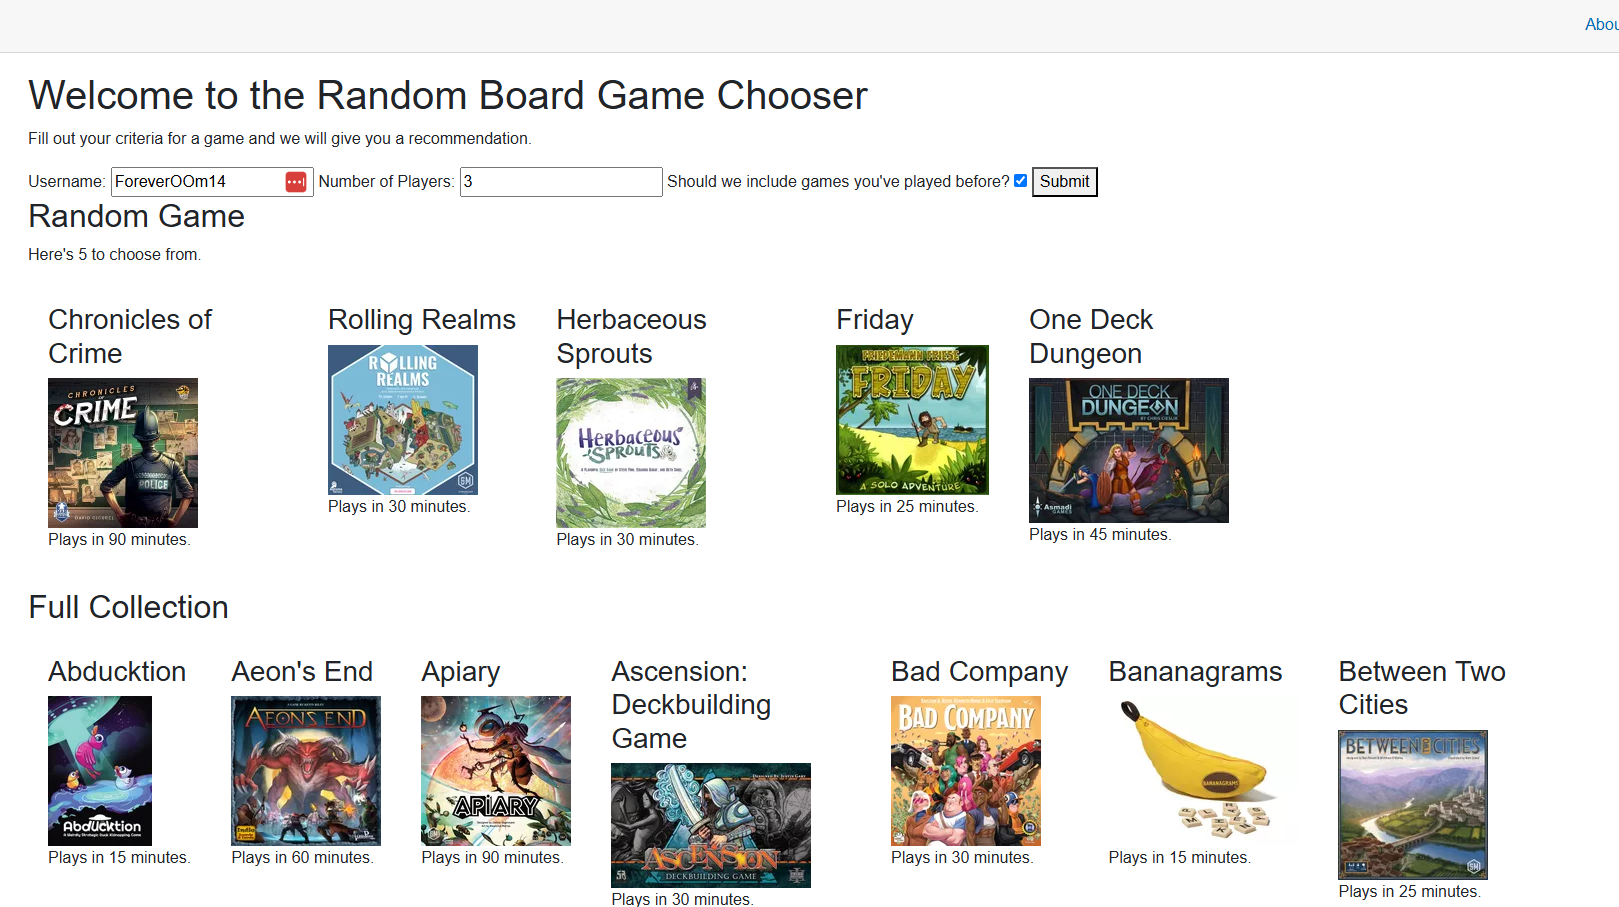 Abou
Welcome to the Random Board Game Chooser
Fill out your criteria for a game and we will give you a recommendation.
Username: ForeverOOm14 Number of Players: 3 Should we include games you've played before? Submit
Random Game
Here's 5 to choose from.
Chronicles of
Crime
CHRONICLES
OF
CRIME
POLICE
DAVID CICUREL
Plays in 90 minutes.
Rolling Realms
ROLLING
REALMS
Plays in 30 minutes.
Herbaceous
Sprouts
HERBACEOUS
SPROUTS
Plays in 30 minutes.
Friday
FRIEDEMANN FRIESE
FRIDAY
A SOLO ADVENTURE
Plays in 25 minutes.
One Deck
Dungeon
ONE DECK
DUNGEON
BY CHRIS CIESLIK
Asmadi
GAMES
Plays in 45 minutes.
Full Collection
Abducktion
Abducktion
Plays in 15 minutes.
Aeon's End
AEON'S END
Indie
Plays in 60 minutes.
Apiary
APIARY
Plays in 90 minutes.
Ascension:
Deckbuilding
Game
ASCENSION
DECKBUILDING GAME
Plays in 30 minutes.
Bad Company
BAD COMPANY
Plays in 30 minutes.
Bananagrams
BANANAGRAMS
Plays in 15 minutes.
Between Two
Cities
BETWEEN TWO CITIES
Plays in 25 minutes.